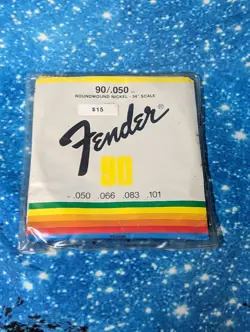 90/.050
ROUNDWOUND NICKEL - 34" SCALE
$15
Fender
90
.050 .066 .083 .101